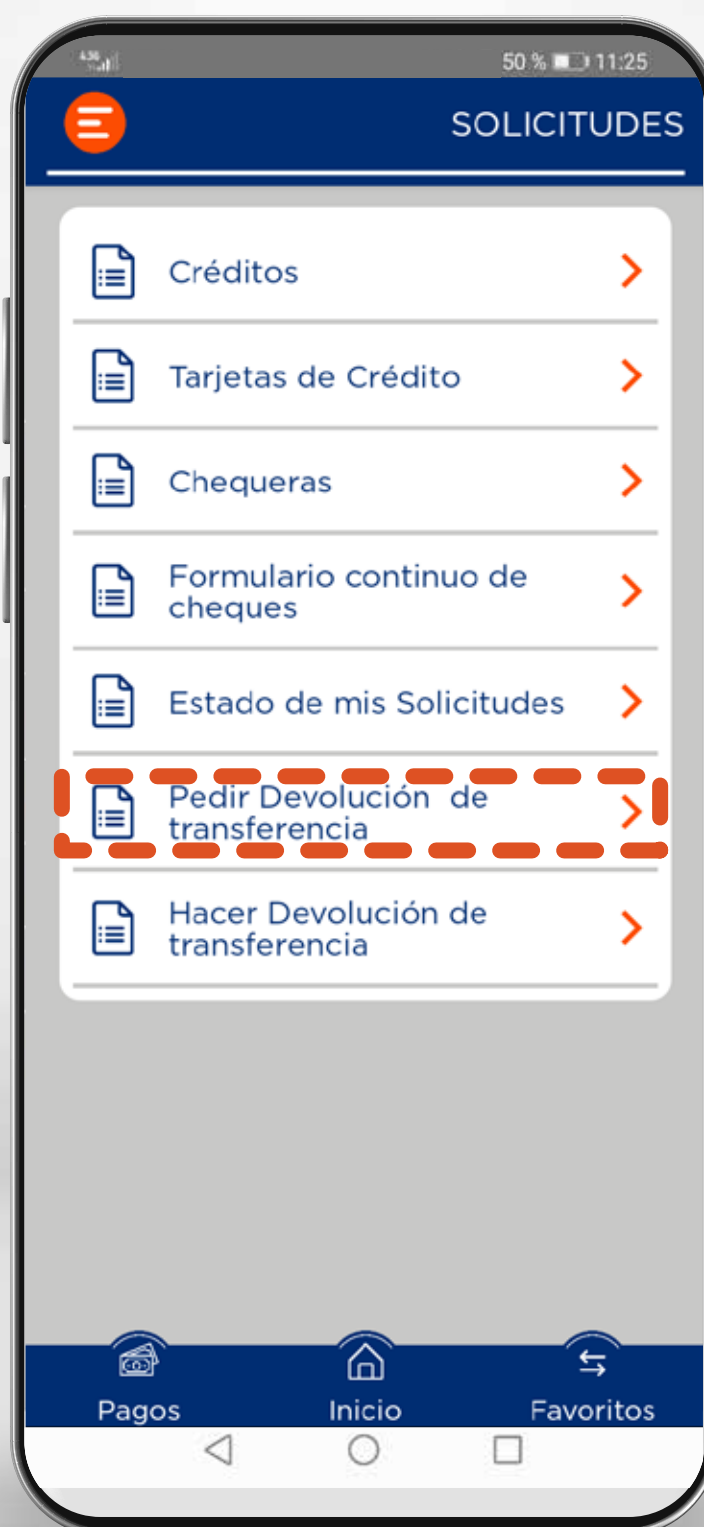 50 % 11:25
SOLICITUDES
Créditos
Tarjetas de Crédito
Chequeras
Formulario continuo de
cheques
Estado de mis Solicitudes
Pedir Devolución de
transferencia
Hacer Devolución de
transferencia
Pagos Inicio Favoritos